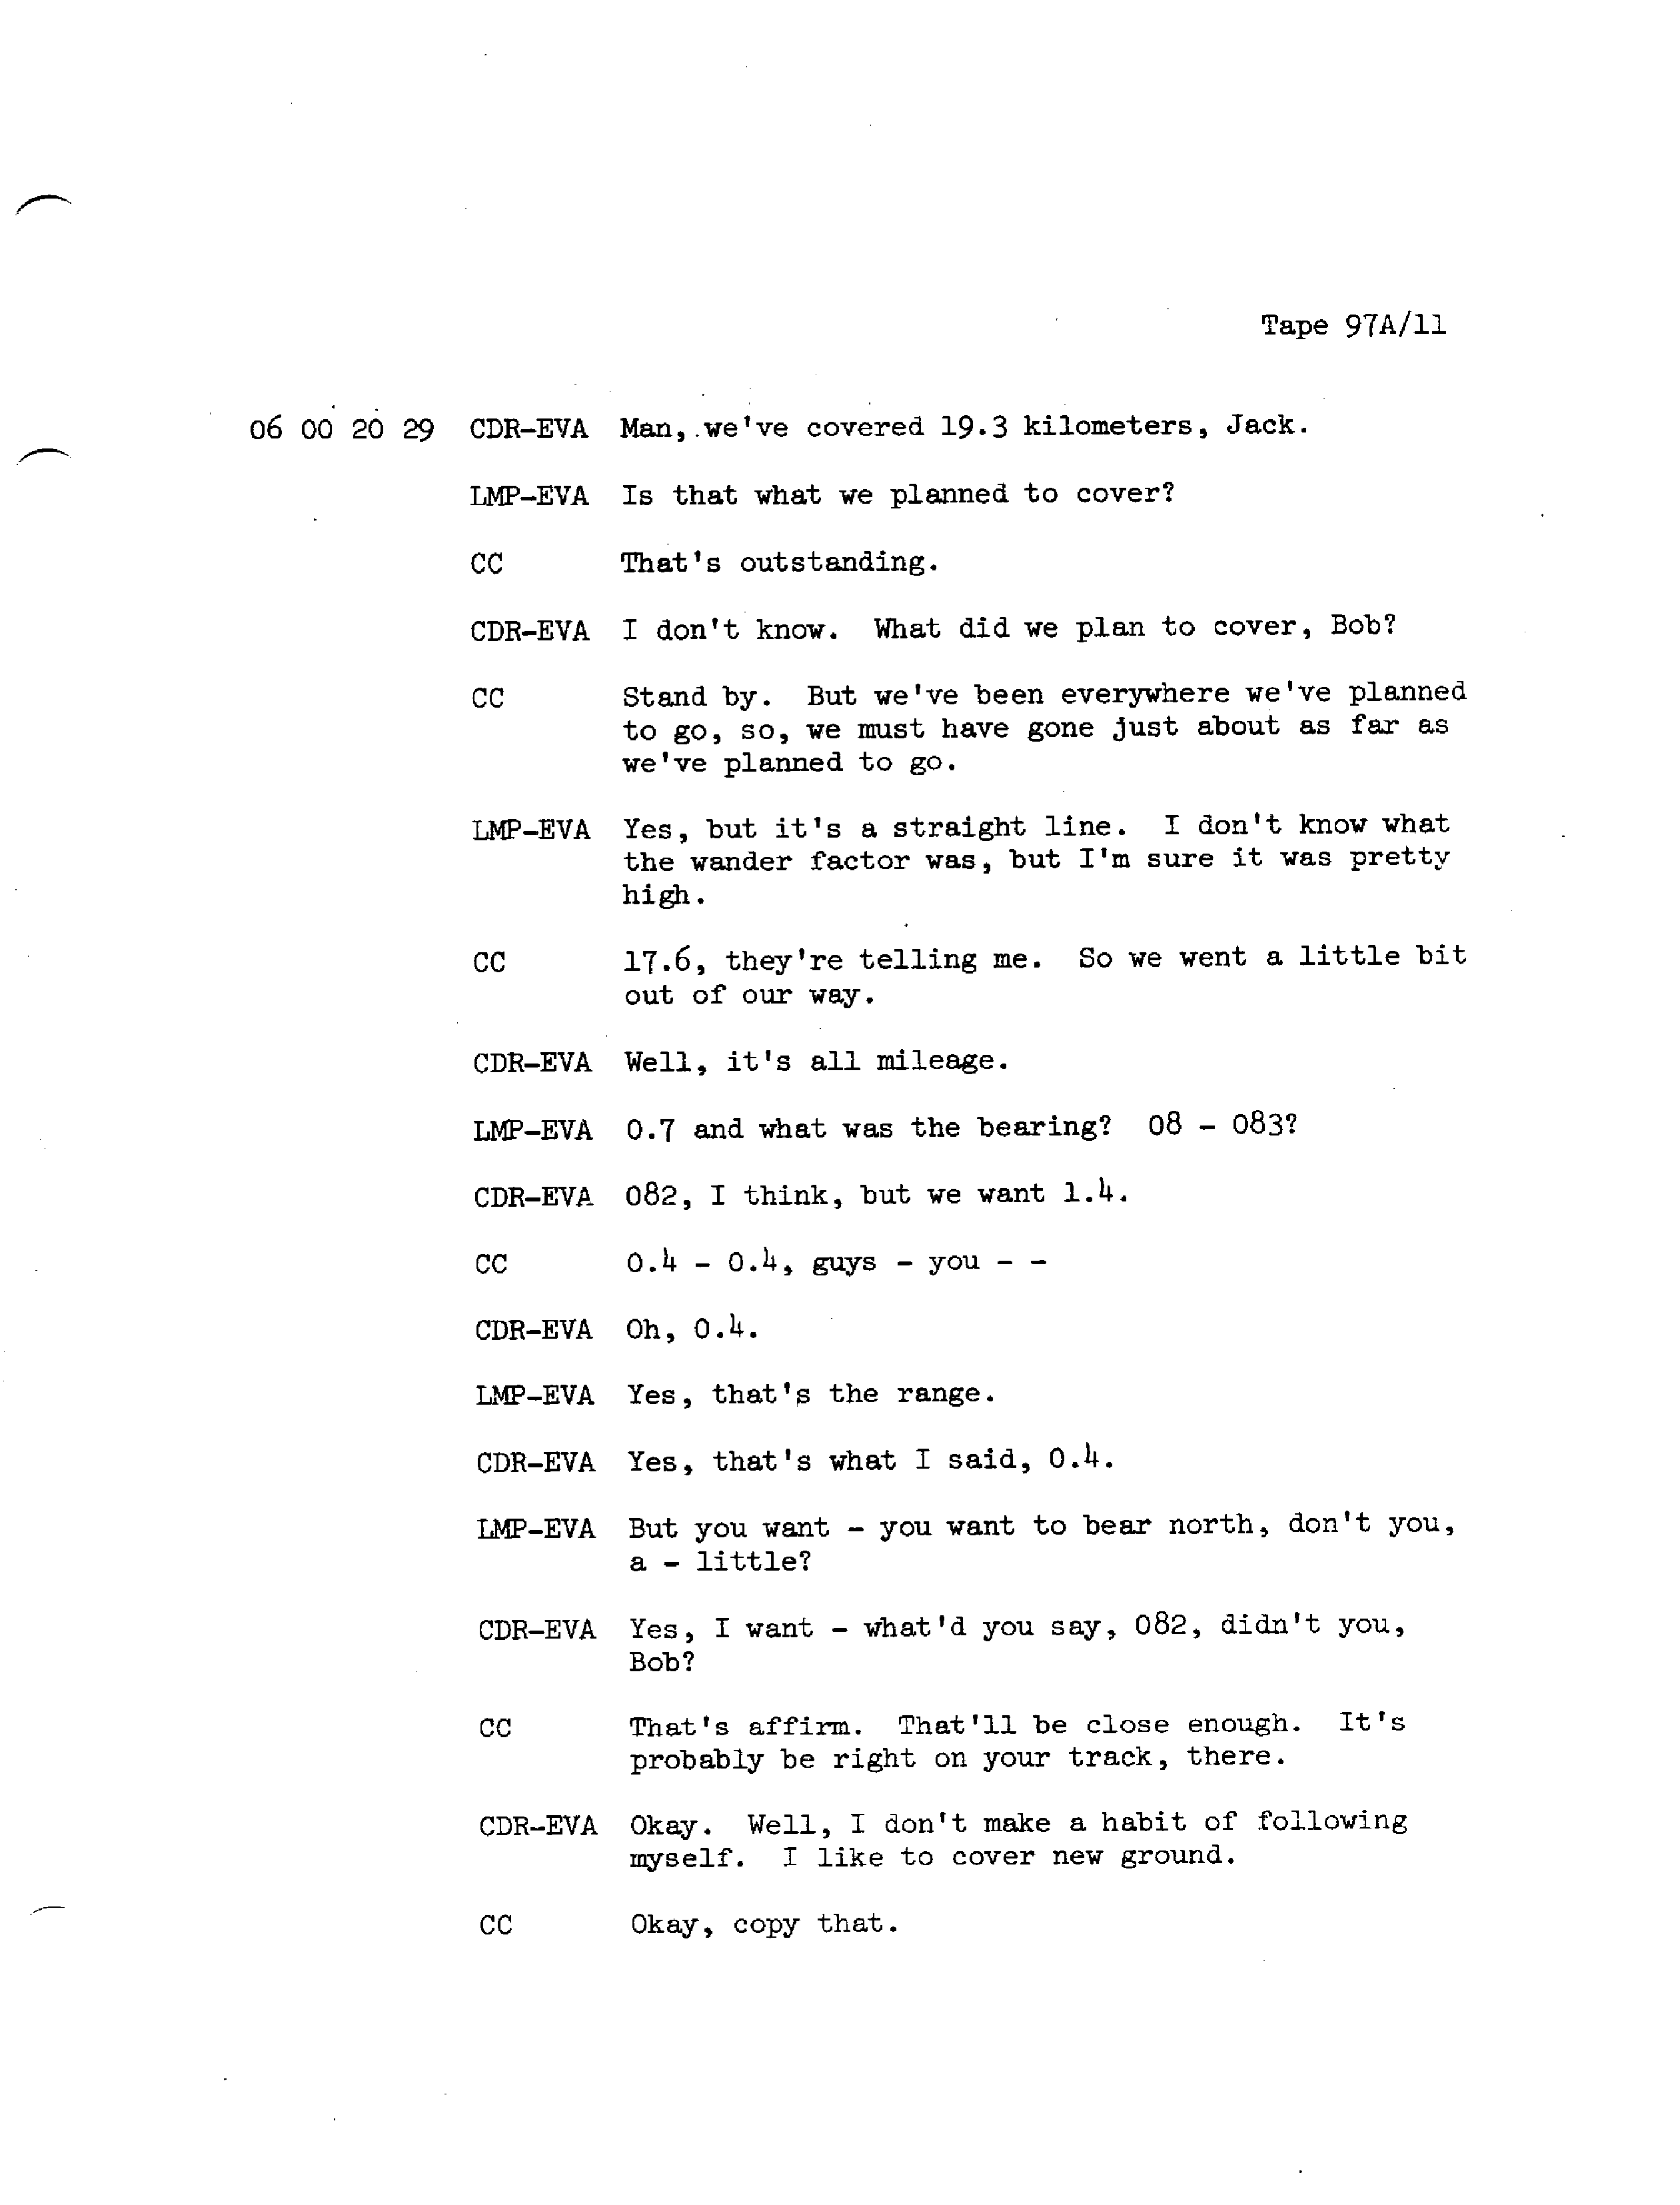 Tape 97A/11
06 00 20 29 CDR-EVA Man, we've covered 19.3 kilometers, Jack.
LMP-EVA Is that what we planned to cover?
CC That's outstanding.
CDR-EVA I don't know. What did we plan to cover, Bob?
CC Stand by. But we've been everywhere we've planned
to go, so, we must have gone just about as far as
we've planned to go.
LMP-EVA Yes, but it's a straight line. I don't know what
the wander factor was, but I'm sure it was pretty
high.
CC 17.6, they're telling me. So we went a little bit
out of our way.
CDR-EVA Well, it's all mileage.
LMP-EVA 0.7 and what was the bearing? 08 - 083?
CDR-EVA 082, I think, but we want 1.4.
CC 0.4 - 0.4, guys - you - -
CDR-EVA Oh, 0.4.
LMP-EVA Yes, that's the range.
CDR-EVA Yes, that's what I said, 0.4.
LMP-EVA But you want - you want to bear north, don't you,
a - little?
CDR-EVA Yes, I want - what'd you say, 082, didn't you,
Bob?
CC That's affirm. That'll be close enough. It's
probably be right on your track, there.
CDR-EVA Okay. Well, I don't make a habit of following
myself. I like to cover new ground.
CC Okay, copy that.